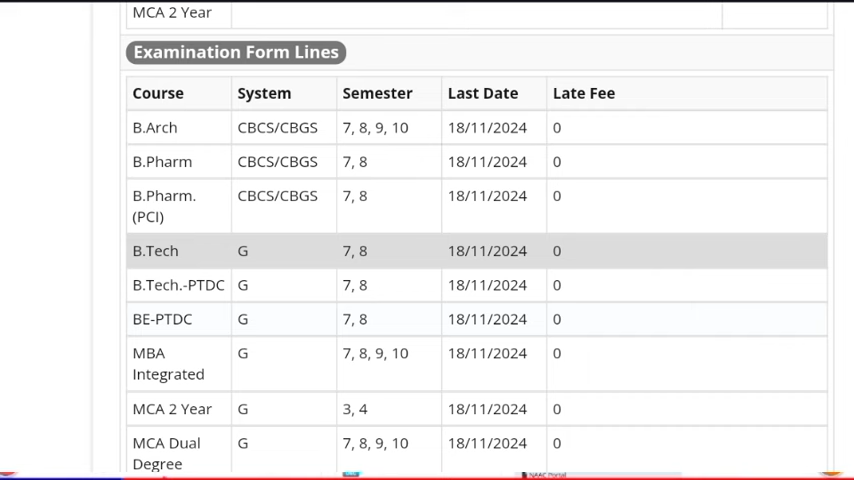 MCA 2 Year
Examination Form Lines
Course System Semester Last Date Late Fee
B.Arch CBCS/CBGS 7, 8, 9, 10 18/11/2024 0
B.Pharm CBCS/CBGS 7, 8 18/11/2024 0
B.Pharm. CBCS/CBGS 7, 8 18/11/2024 0
(PCI)
B.Tech G 7, 8 18/11/2024 0
B.Tech.-PTDC G 7, 8 18/11/2024 0
BE-PTDC G 7, 8 18/11/2024 0
MBA G 7, 8, 9, 10 18/11/2024 0
Integrated
MCA 2 Year G 3, 4 18/11/2024 0
MCA Dual G 7, 8, 9, 10 18/11/2024 0
Degree
NAAC Portal